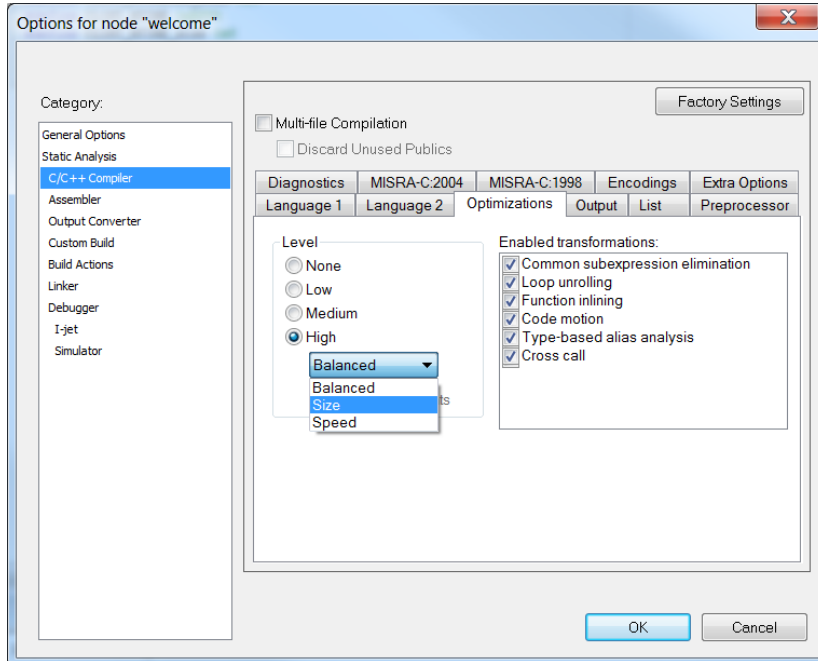 Options for node "welcome"
Category:
General Options
Static Analysis
C/C++ Compiler
Assembler
Output Converter
Custom Build
Build Actions
Linker
Debugger
I-jet
Simulator
Factory Settings
Multi-file Compilation
Discard Unused Publics
Diagnostics MISRA-C:2004 MISRA-C:1998 Encodings Extra Options
Language 1 Language 2 Optimizations Output List Preprocessor
Level
None
Low
Medium
High
Balanced
Balanced
Size
Speed
Enabled transformations:
Common subexpression elimination
Loop unrolling
Function inlining
Code motion
Type-based alias analysis
Cross call
OK Cancel